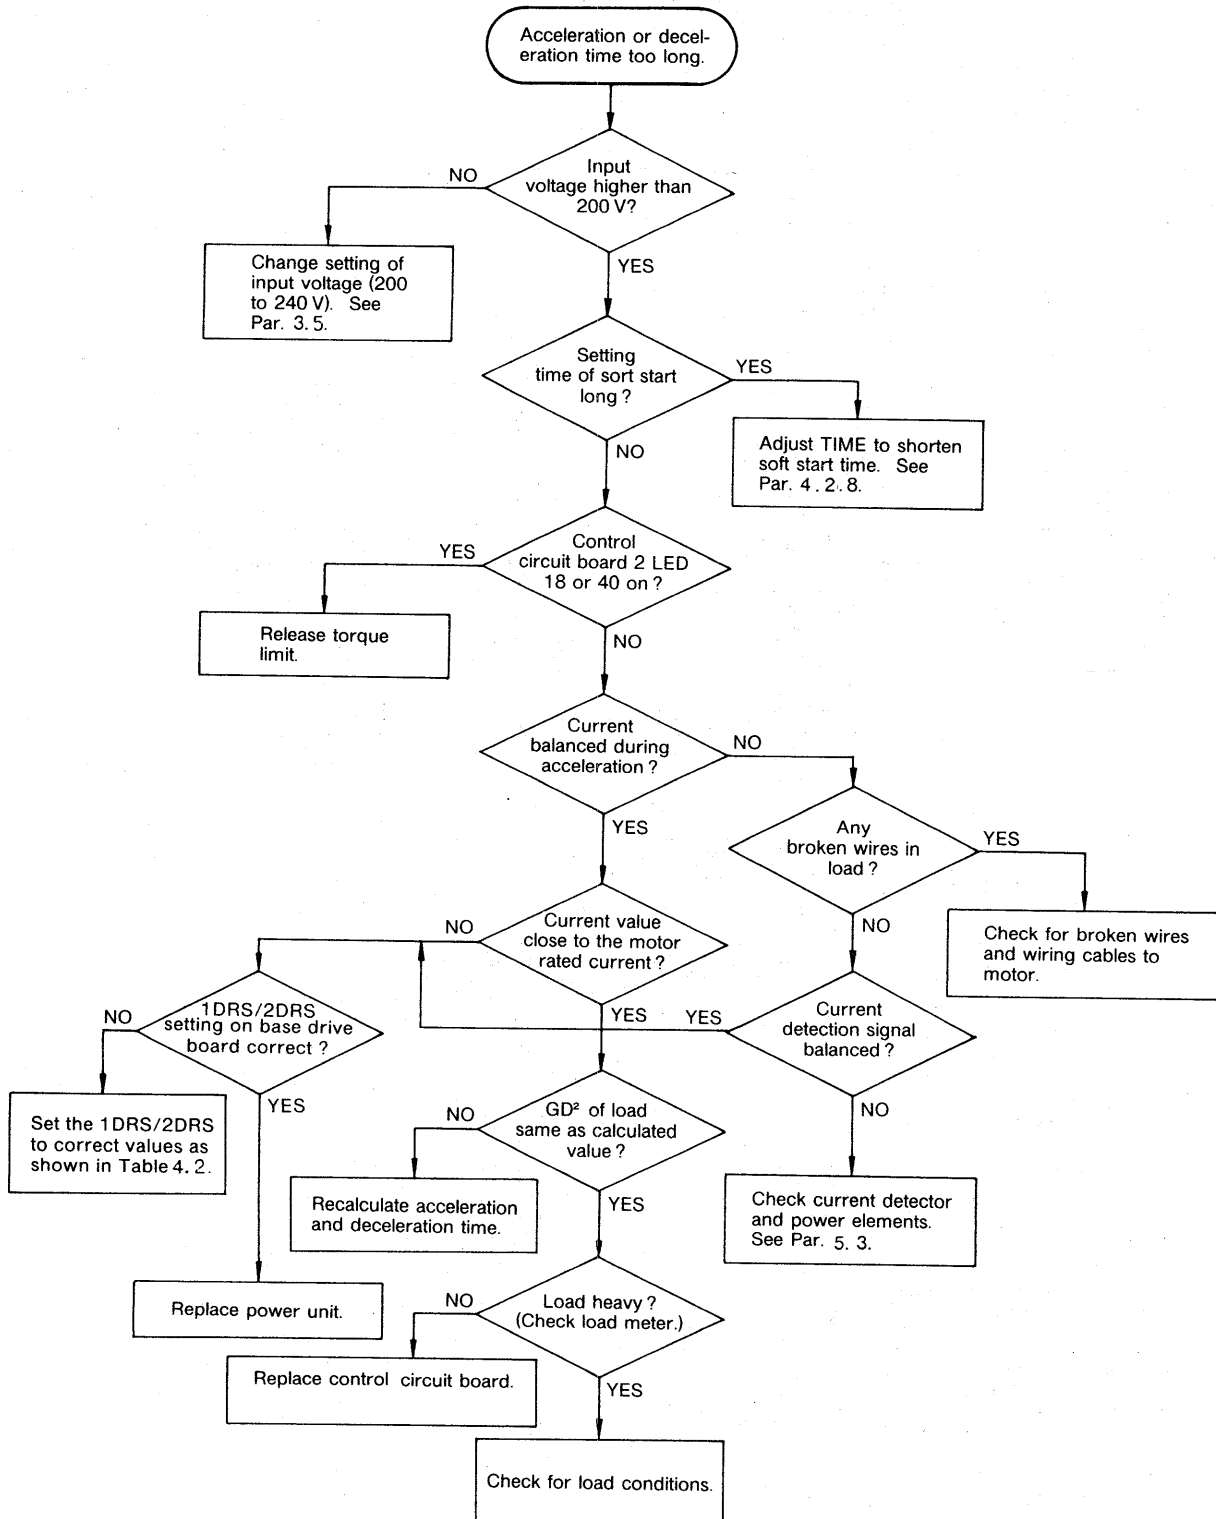 Acceleration or decel-
eration time too long.
Input
voltage higher than
200 V?
NO
YES
Change setting of
input voltage (200
to 240 V). See
Par. 3.5.
Setting
time of sort start
long ?
YES
NO
Adjust TIME to shorten
soft start time. See
Par. 4.2.8.
Control
circuit board 2 LED
18 or 40 on ?
YES
NO
Release torque
limit.
Current
balanced during
acceleration ?
NO
YES
Any
broken wires in
load ?
YES
NO
Check for broken wires
and wiring cables to
motor.
Current value
close to the motor
rated current ?
NO
YES
Current
detection signal
balanced ?
YES
NO
1DRS/2DRS
setting on base drive
board correct ?
NO
YES
Set the 1DRS/2DRS
to correct values as
shown in Table 4.2.
GD² of load
same as calculated
value ?
NO
YES
Recalculate acceleration
and deceleration time.
Check current detector
and power elements.
See Par. 5.3.
Replace power unit.
Load heavy ?
(Check load meter.)
NO
YES
Replace control circuit board.
Check for load conditions.